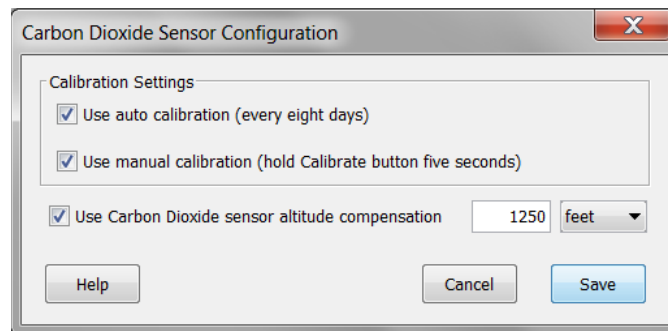 Carbon Dioxide Sensor Configuration
X
Calibration Settings
Use auto calibration (every eight days)
Use manual calibration (hold Calibrate button five seconds)
Use Carbon Dioxide sensor altitude compensation 1250 feet
Help Cancel Save